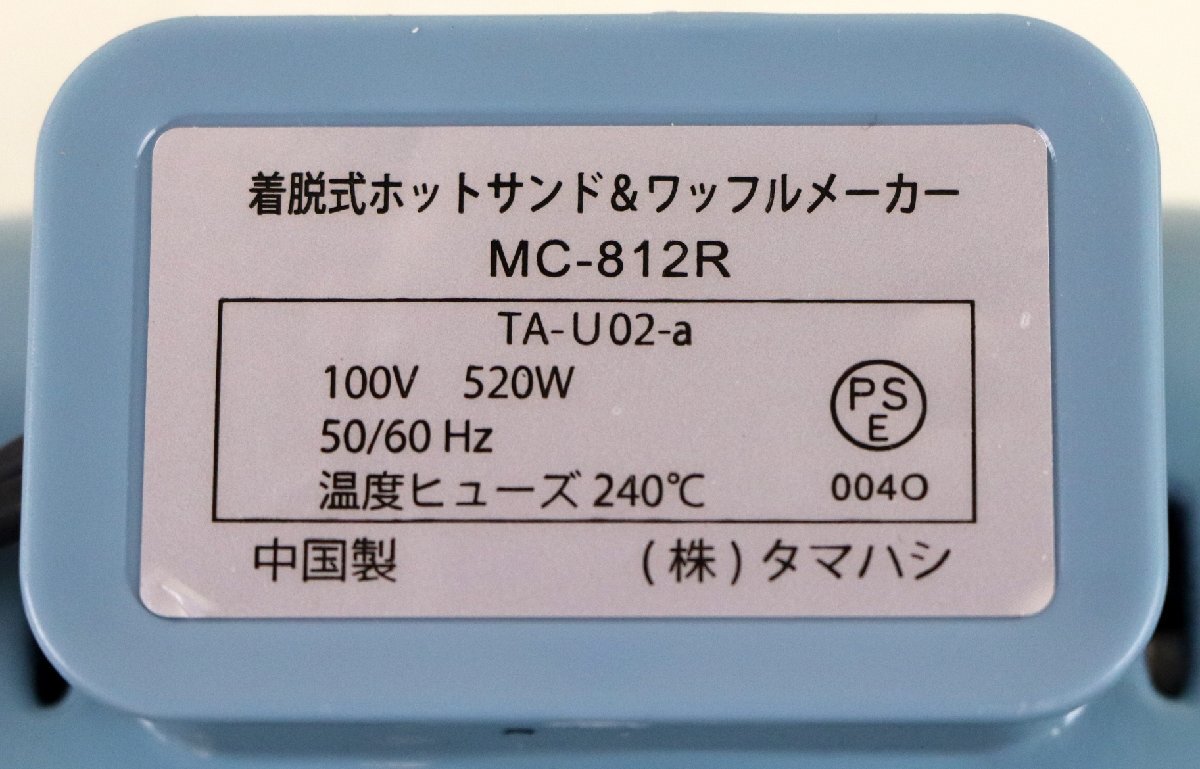 着脱式ホットサンド&ワッフルメーカー
MC-812R
TA-U02-a
100V 520W
50/60 Hz
温度ヒューズ 240℃
PS
E
004O
中国製 (株)タマハシ